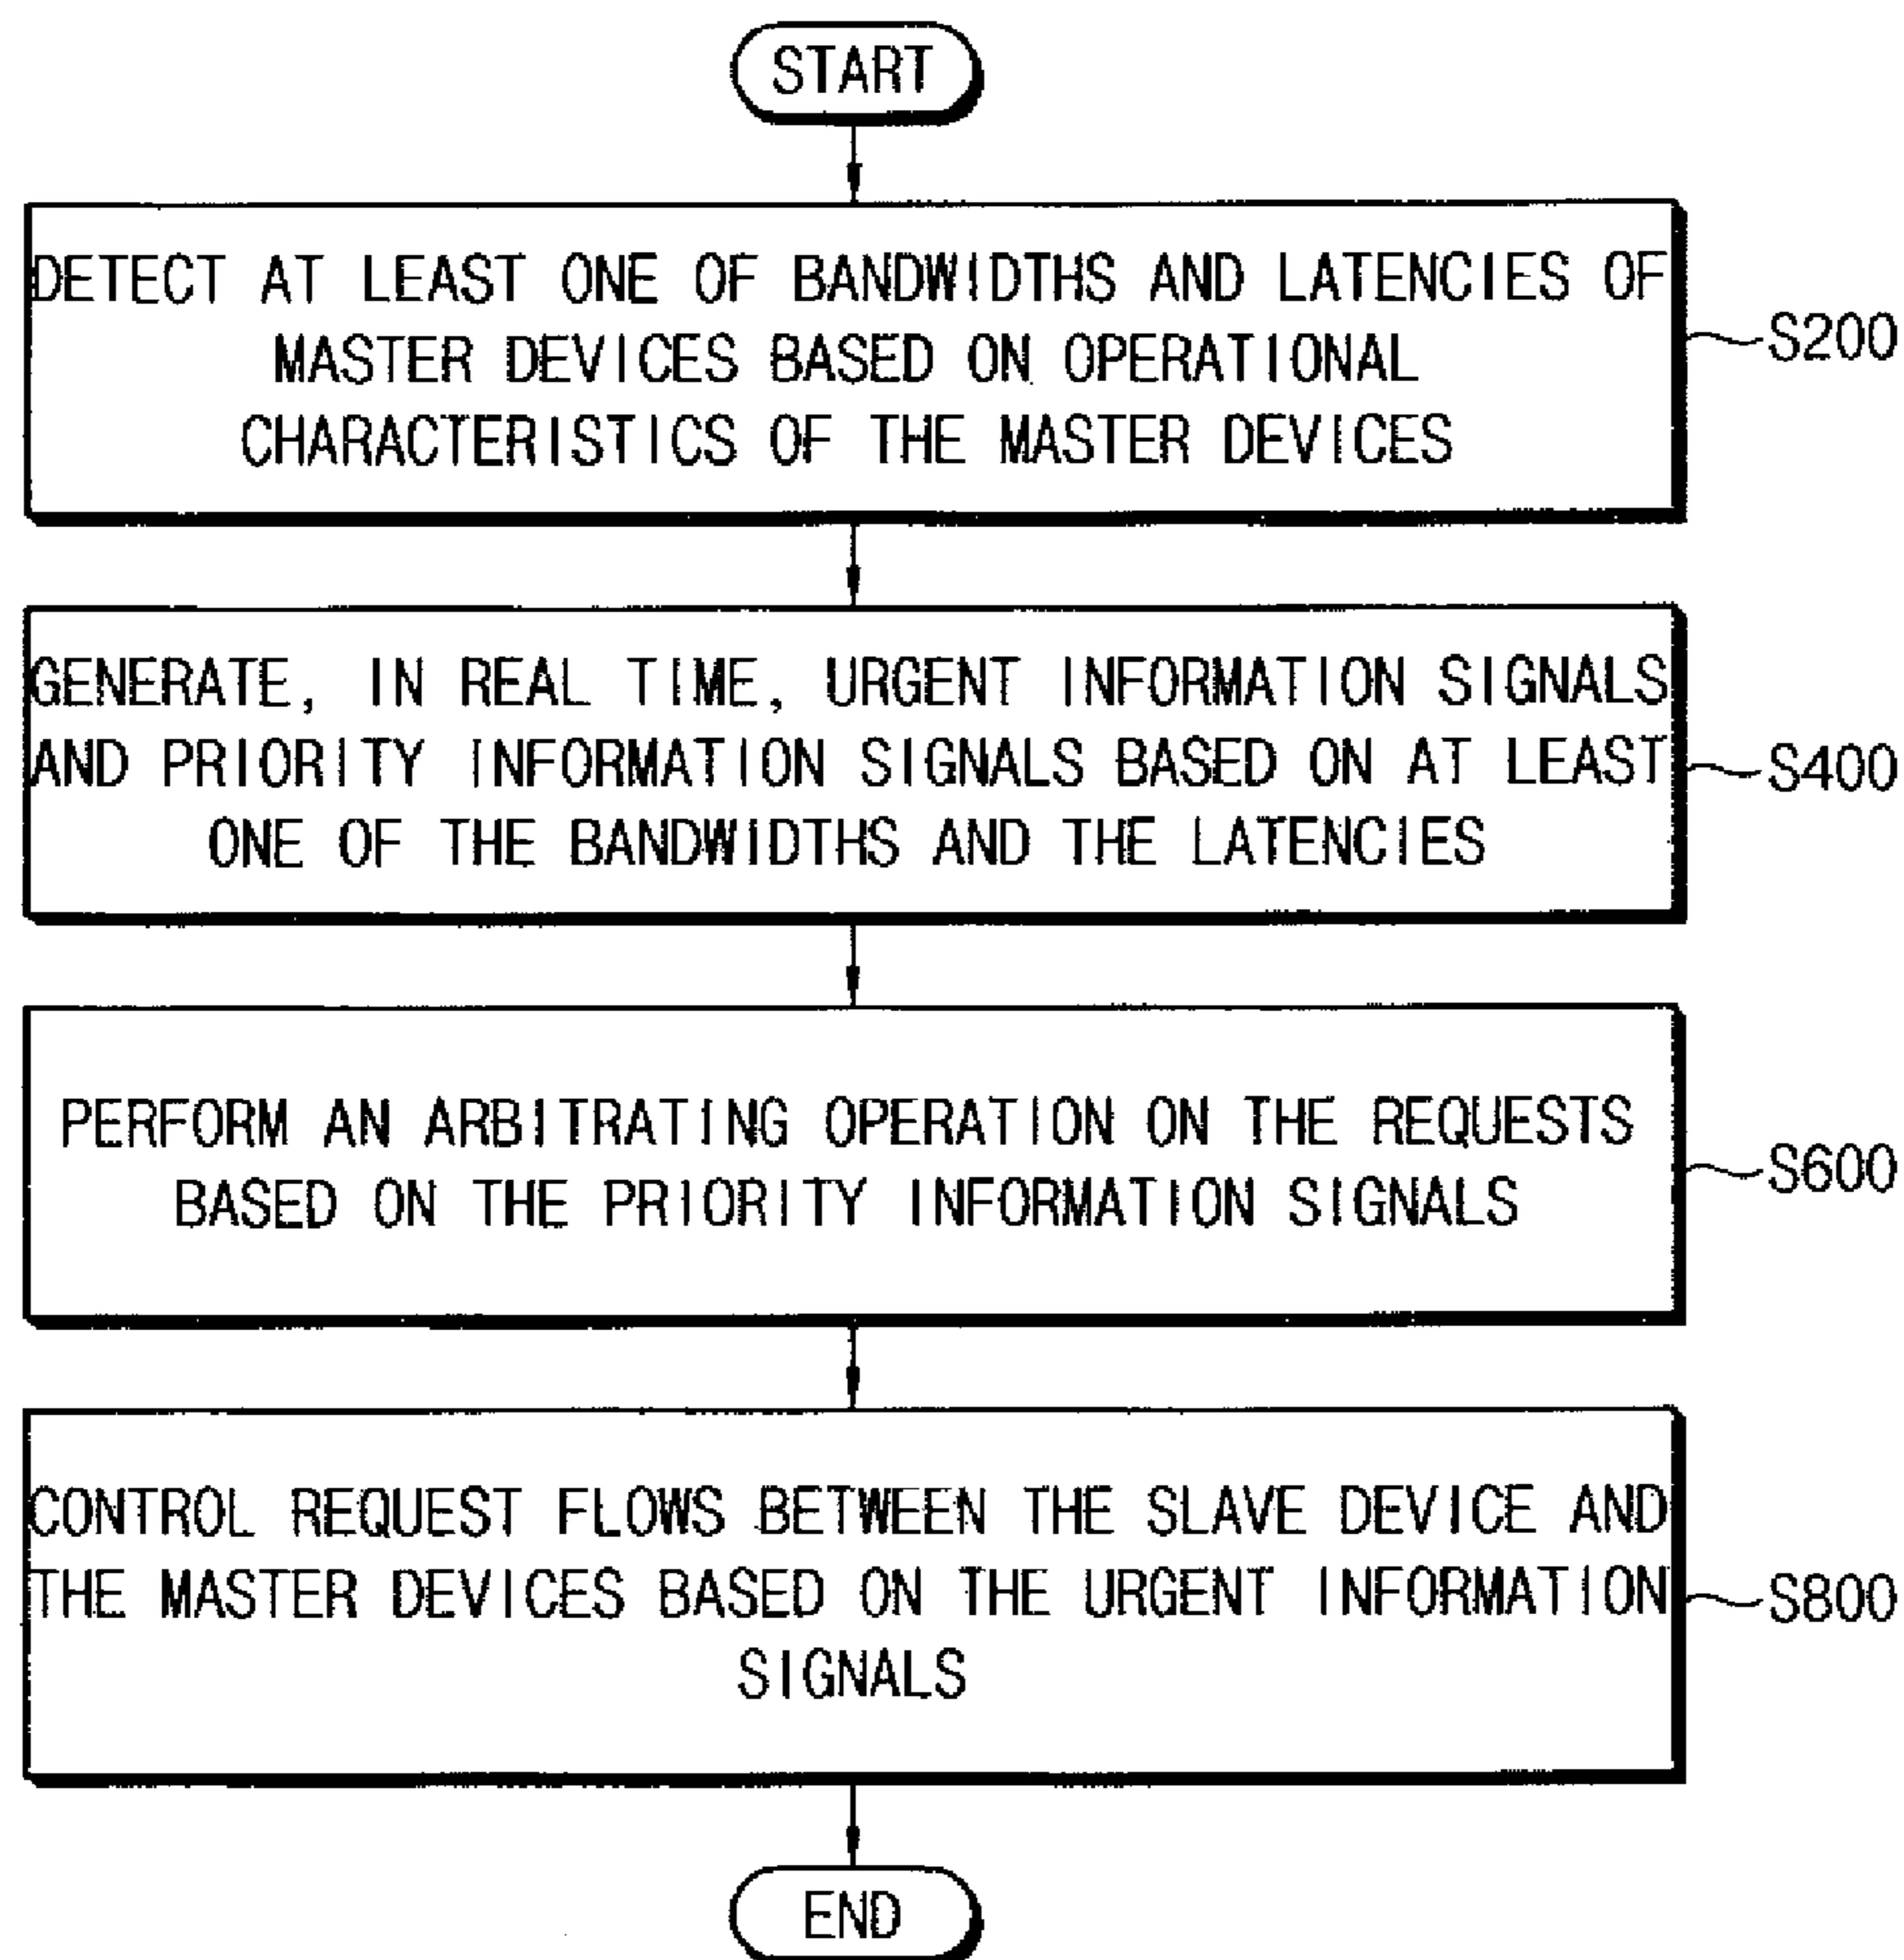 START
DETECT AT LEAST ONE OF BANDWIDTHS AND LATENCIES OF
MASTER DEVICES BASED ON OPERATIONAL
CHARACTERISTICS OF THE MASTER DEVICES
S200
GENERATE, IN REAL TIME, URGENT INFORMATION SIGNALS
AND PRIORITY INFORMATION SIGNALS BASED ON AT LEAST
ONE OF THE BANDWIDTHS AND THE LATENCIES
S400
PERFORM AN ARBITRATING OPERATION ON THE REQUESTS
BASED ON THE PRIORITY INFORMATION SIGNALS
S600
CONTROL REQUEST FLOWS BETWEEN THE SLAVE DEVICE AND
THE MASTER DEVICES BASED ON THE URGENT INFORMATION
SIGNALS
S800
END